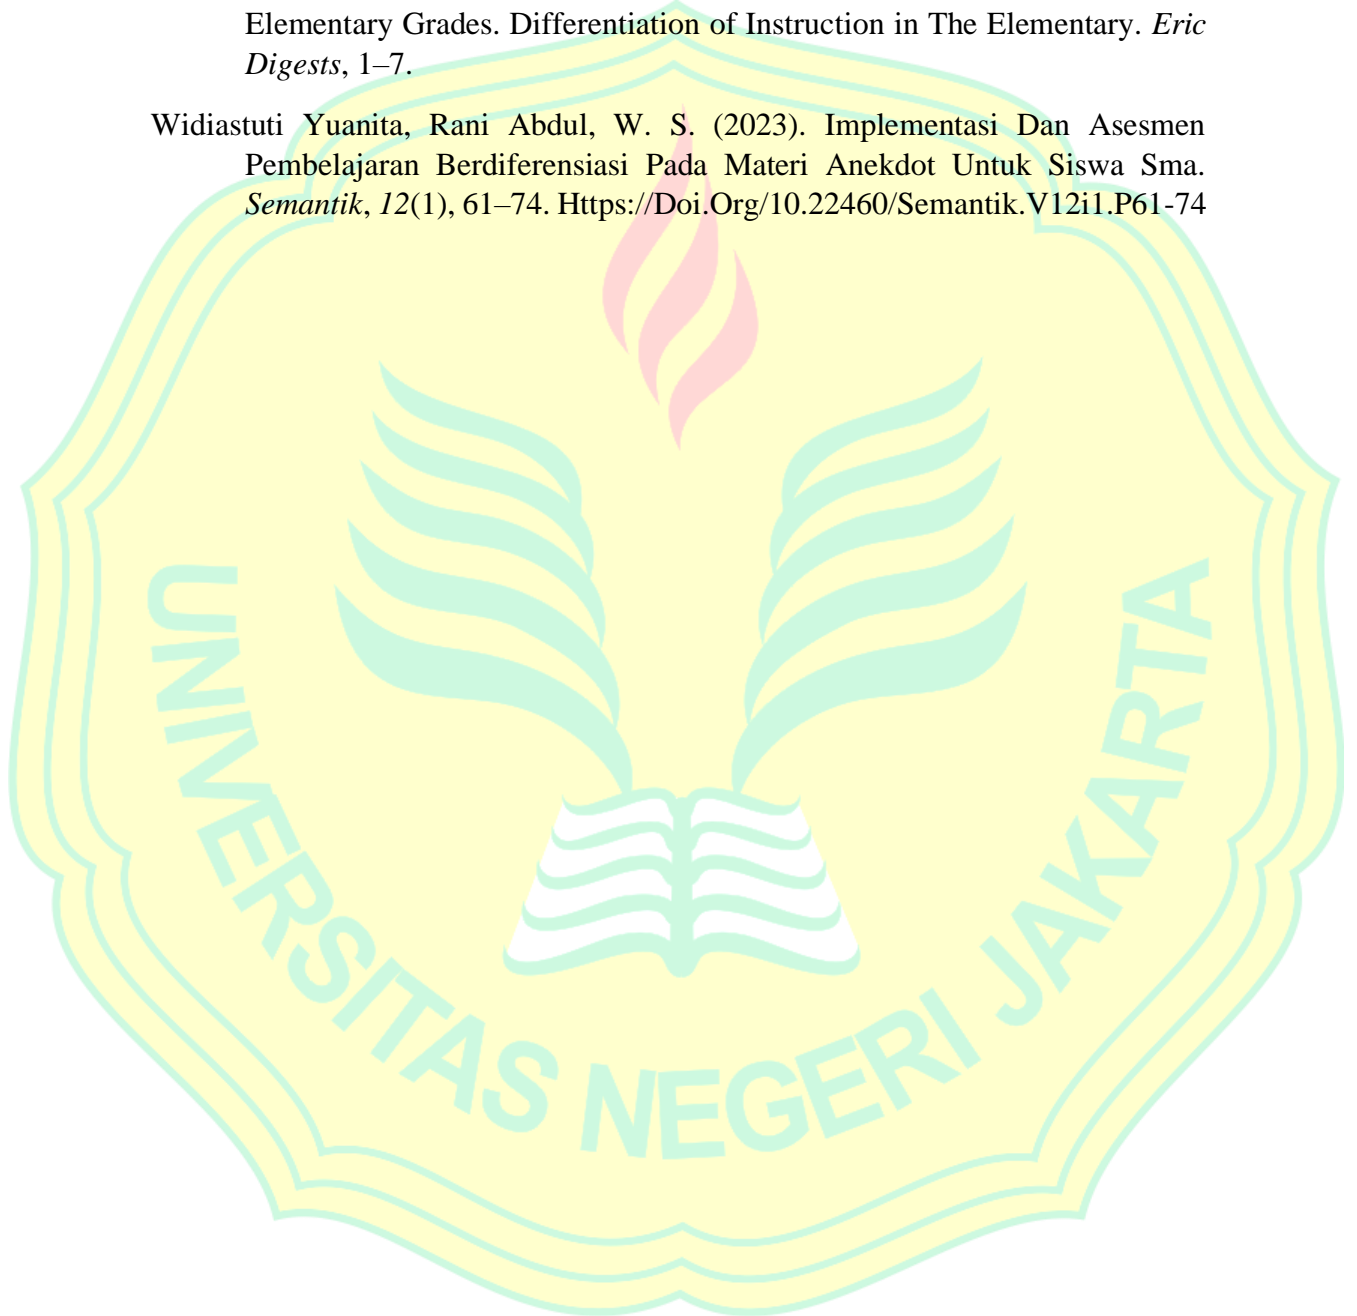 Elementary Grades. Differentiation of Instruction in The Elementary. Eric
Digests, 1–7.
Widiastuti Yuanita, Rani Abdul, W. S. (2023). Implementasi Dan Asesmen
Pembelajaran Berdiferensiasi Pada Materi Anekdot Untuk Siswa Sma.
Semantik, 12(1), 61–74. Https://Doi.Org/10.22460/Semantik.V12i1.P61-74
UNIVERSITAS NEGERI JAKARTA